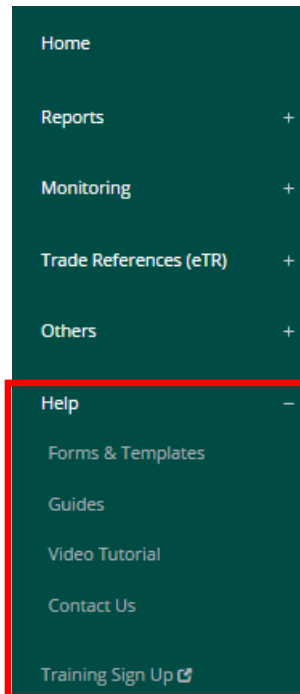 Home
Reports +
Monitoring +
Trade References (eTR) +
Others +
Help –
Forms & Templates
Guides
Video Tutorial
Contact Us
Training Sign Up